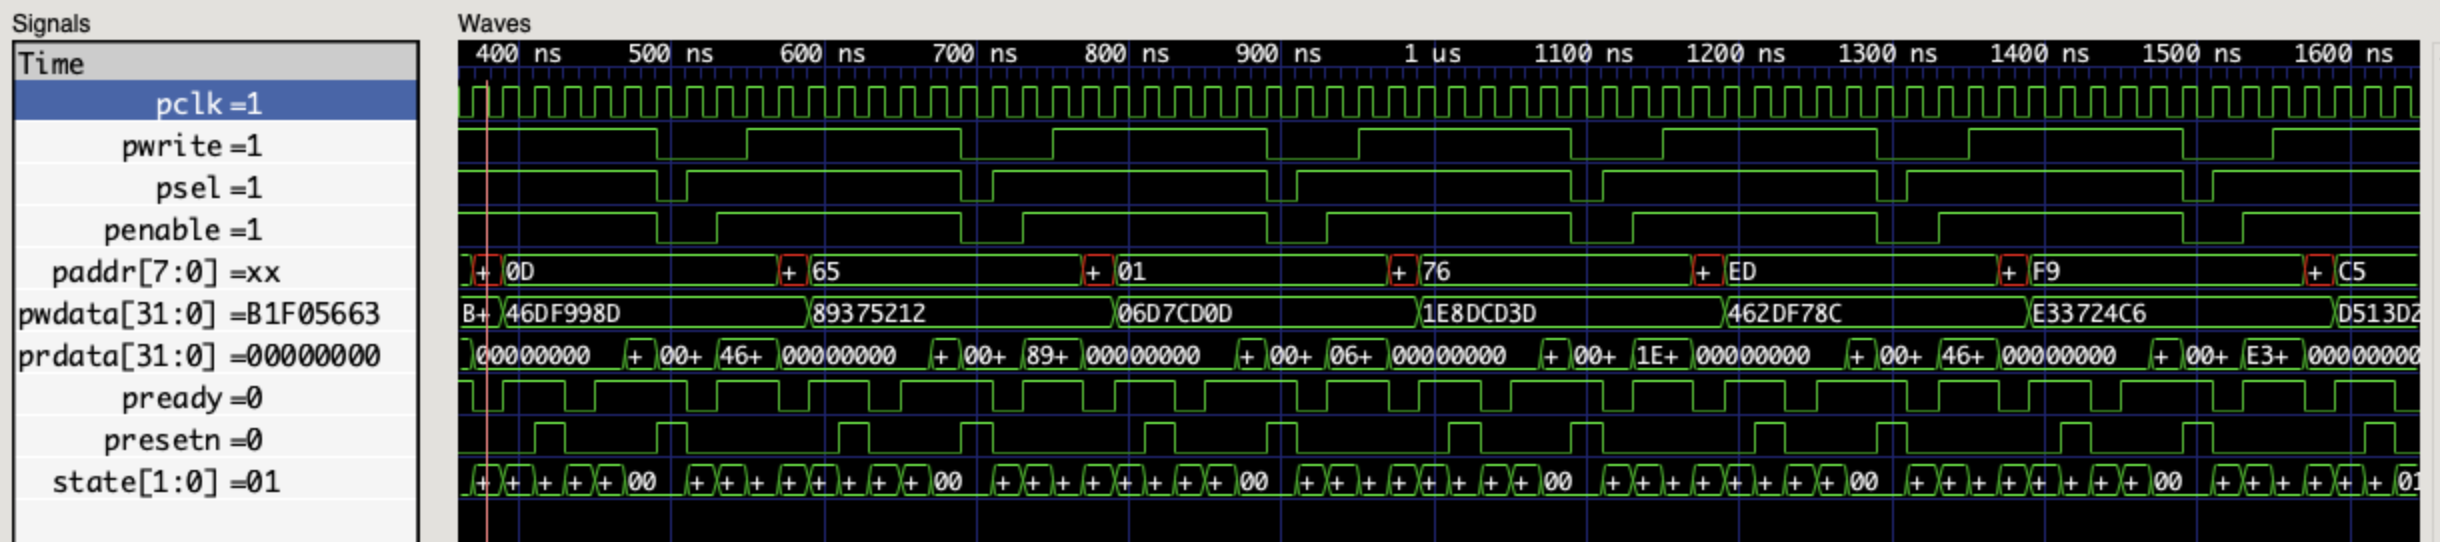 Signals
Waves
Time
400 ns 500 ns 600 ns 700 ns 800 ns 900 ns 1 us 1100 ns 1200 ns 1300 ns 1400 ns 1500 ns 1600 ns
pclk =1
pwrite =1
psel =1
penable =1
paddr[7:0] =xx + 0D + 65 + 01 + 76 + ED + F9 + C5
pwdata[31:0] =B1F05663 B+ 46DF998D 89375212 06D7CD0D 1E8DCD3D 462DF78C E33724C6 D513D2
prdata[31:0] =00000000 00000000 + 00+ 46+ 00000000 + 00+ 89+ 00000000 + 00+ 06+ 00000000 + 00+ 1E+ 00000000 + 00+ 46+ 00000000 + 00+ E3+ 00000000
pready =0
presetn =0
state[1:0] =01 + + + + + 00 + + + + + + + + 00 + + + + + + + + 00 + + + + + + + + 00 + + + + + + + + 00 + + + + + + + + 00 + + + + + + 01